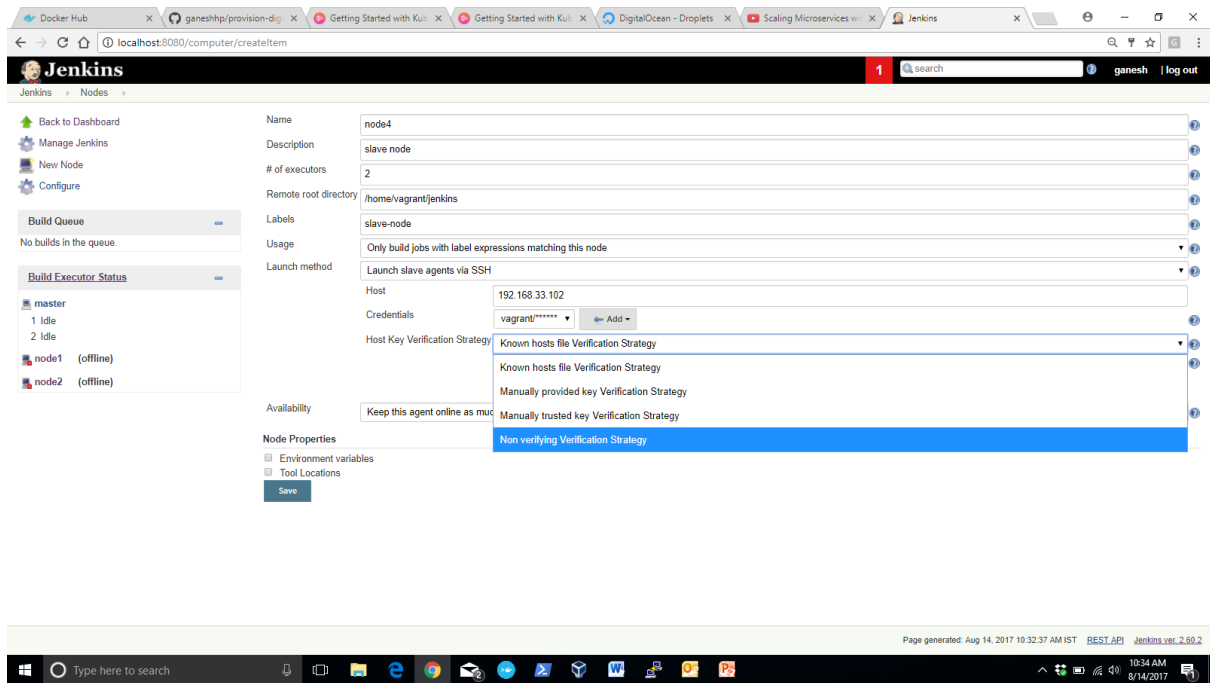 Docker Hub
ganeshhp/provision-dig
Getting Started with Kub
Getting Started with Kub
DigitalOcean - Droplets
Scaling Microservices wi
Jenkins
localhost:8080/computer/createItem
Jenkins
1
search
ganesh
| log out
Jenkins
Nodes
Back to Dashboard
Manage Jenkins
New Node
Configure
Build Queue
No builds in the queue.
Build Executor Status
master
1 Idle
2 Idle
node1 (offline)
node2 (offline)
Name
node4
Description
slave node
# of executors
2
Remote root directory
/home/vagrant/jenkins
Labels
slave-node
Usage
Only build jobs with label expressions matching this node
Launch method
Launch slave agents via SSH
Host
192.168.33.102
Credentials
vagrant/******
Add
Host Key Verification Strategy
Known hosts file Verification Strategy
Known hosts file Verification Strategy
Manually provided key Verification Strategy
Manually trusted key Verification Strategy
Non verifying Verification Strategy
Availability
Keep this agent online as muc
Node Properties
Environment variables
Tool Locations
Save
Page generated: Aug 14, 2017 10:32:37 AM IST
REST API
Jenkins ver. 2.60.2
Type here to search
10:34 AM
8/14/2017